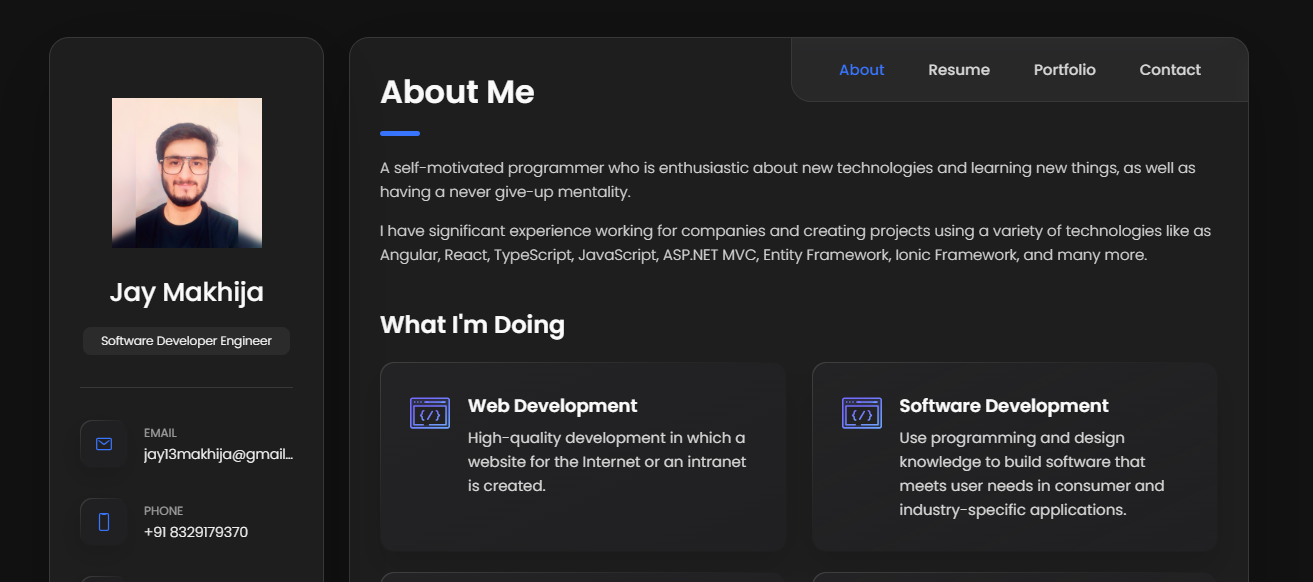 About
Resume
Portfolio
Contact
Jay Makhija
Software Developer Engineer
EMAIL
jay13makhija@gmail...
PHONE
+91 8329179370
About Me
A self-motivated programmer who is enthusiastic about new technologies and learning new things, as well as
having a never give-up mentality.
I have significant experience working for companies and creating projects using a variety of technologies like as
Angular, React, TypeScript, JavaScript, ASP.NET MVC, Entity Framework, Ionic Framework, and many more.
What I'm Doing
Web Development
High-quality development in which a
website for the Internet or an intranet
is created.
Software Development
Use programming and design
knowledge to build software that
meets user needs in consumer and
industry-specific applications.